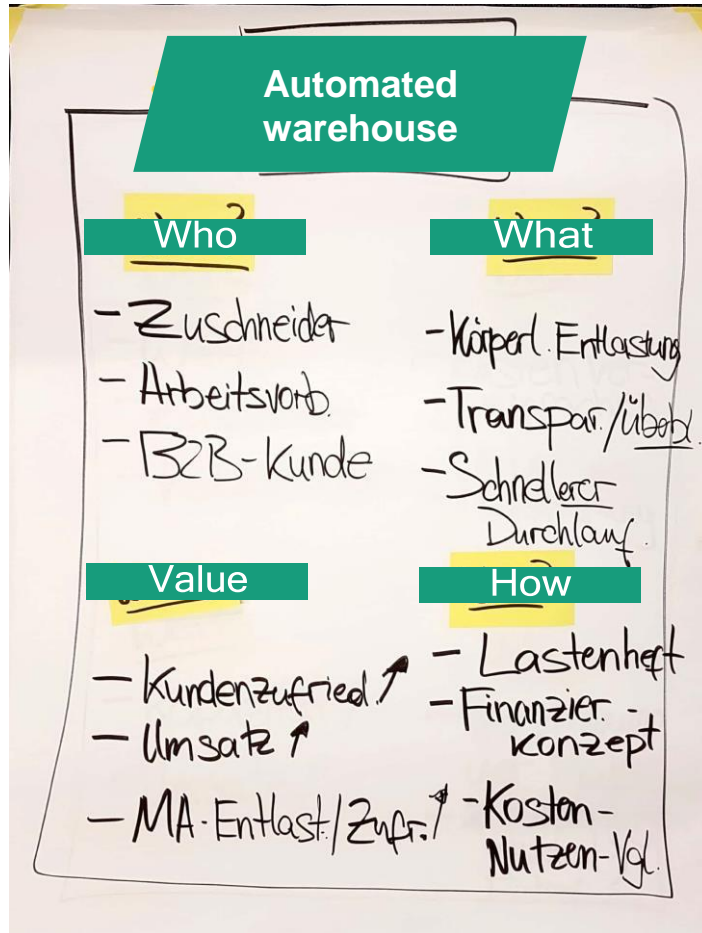 Automated
warehouse
Who
- Zuschneider
- Arbeitsvorb.
- B2B-Kunde
What
- Körperl. Entlastung
- Transpar./Überbl.
- Schnellerer
Durchlauf.
Value
- Kundenzufried. ↑
- Umsatz ↑
- MA-Entlast./Zufr. ↑
How
- Lastenheft
- Finanzier.-
konzept
- Kosten-
Nutzen-Vgl.